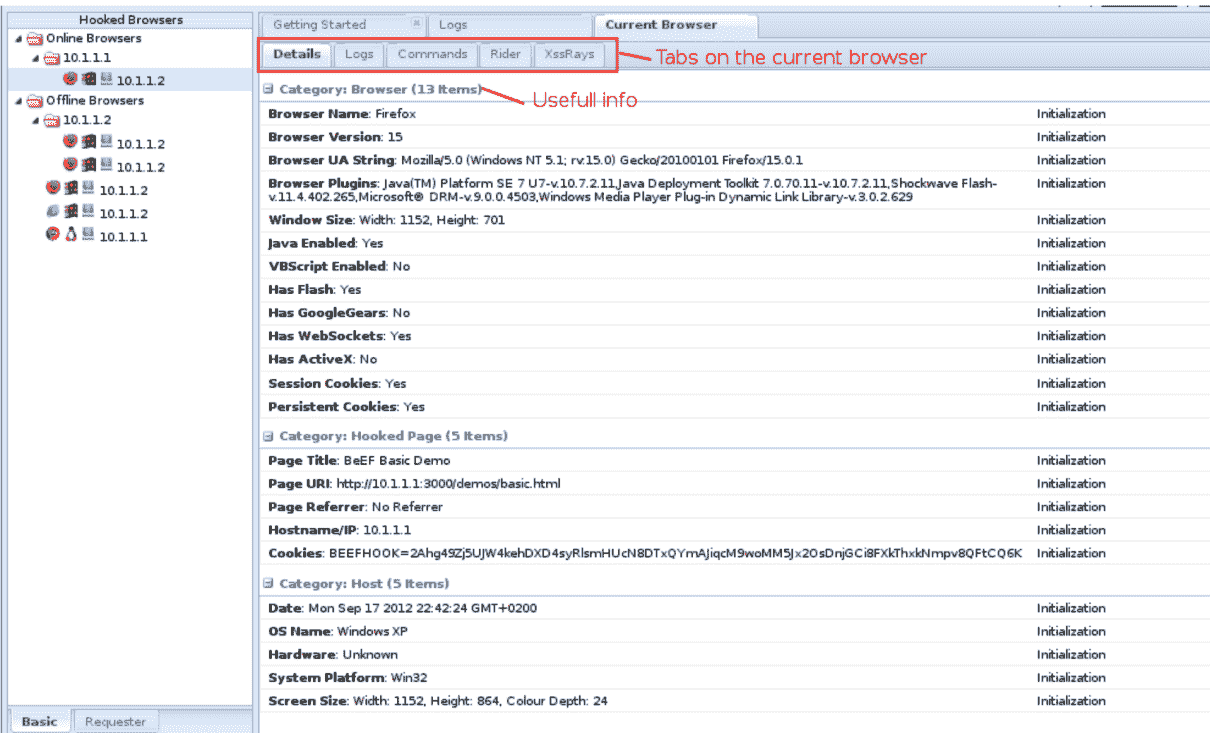 Hooked Browsers
Online Browsers
10.1.1.1
10.1.1.2
Offline Browsers
10.1.1.2
10.1.1.2
10.1.1.2
10.1.1.2
10.1.1.2
10.1.1.1
Basic Requester
Getting Started Logs Current Browser
Details Logs Commands Rider XssRays
Tabs on the current browser
Category: Browser (13 Items)
Usefull info
Browser Name: Firefox Initialization
Browser Version: 15 Initialization
Browser UA String: Mozilla/5.0 (Windows NT 5.1; rv:15.0) Gecko/20100101 Firefox/15.0.1 Initialization
Browser Plugins: Java(TM) Platform SE 7 U7-v.10.7.2.11,Java Deployment Toolkit 7.0.70.11-v.10.7.2.11,Shockwave Flash- Initialization
v.11.4.402.265,Microsoft® DRM-v.9.0.0.4503,Windows Media Player Plug-in Dynamic Link Library-v.3.0.2.629
Window Size: Width: 1152, Height: 701 Initialization
Java Enabled: Yes Initialization
VBScript Enabled: No Initialization
Has Flash: Yes Initialization
Has GoogleGears: No Initialization
Has WebSockets: Yes Initialization
Has ActiveX: No Initialization
Session Cookies: Yes Initialization
Persistent Cookies: Yes Initialization
Category: Hooked Page (5 Items)
Page Title: BeEF Basic Demo Initialization
Page URI: http://10.1.1.1:3000/demos/basic.html Initialization
Page Referrer: No Referrer Initialization
Hostname/IP: 10.1.1.1 Initialization
Cookies: BEEFHOOK=2Ahg49Zj5UJW4kehDXD4syRlsmHUcN8DTxQYmAJiqcM9woMM5Jx2OsDnjGCi8FXkThxkNmpv8QFtCQ6K Initialization
Category: Host (5 Items)
Date: Mon Sep 17 2012 22:42:24 GMT+0200 Initialization
OS Name: Windows XP Initialization
Hardware: Unknown Initialization
System Platform: Win32 Initialization
Screen Size: Width: 1152, Height: 864, Colour Depth: 24 Initialization